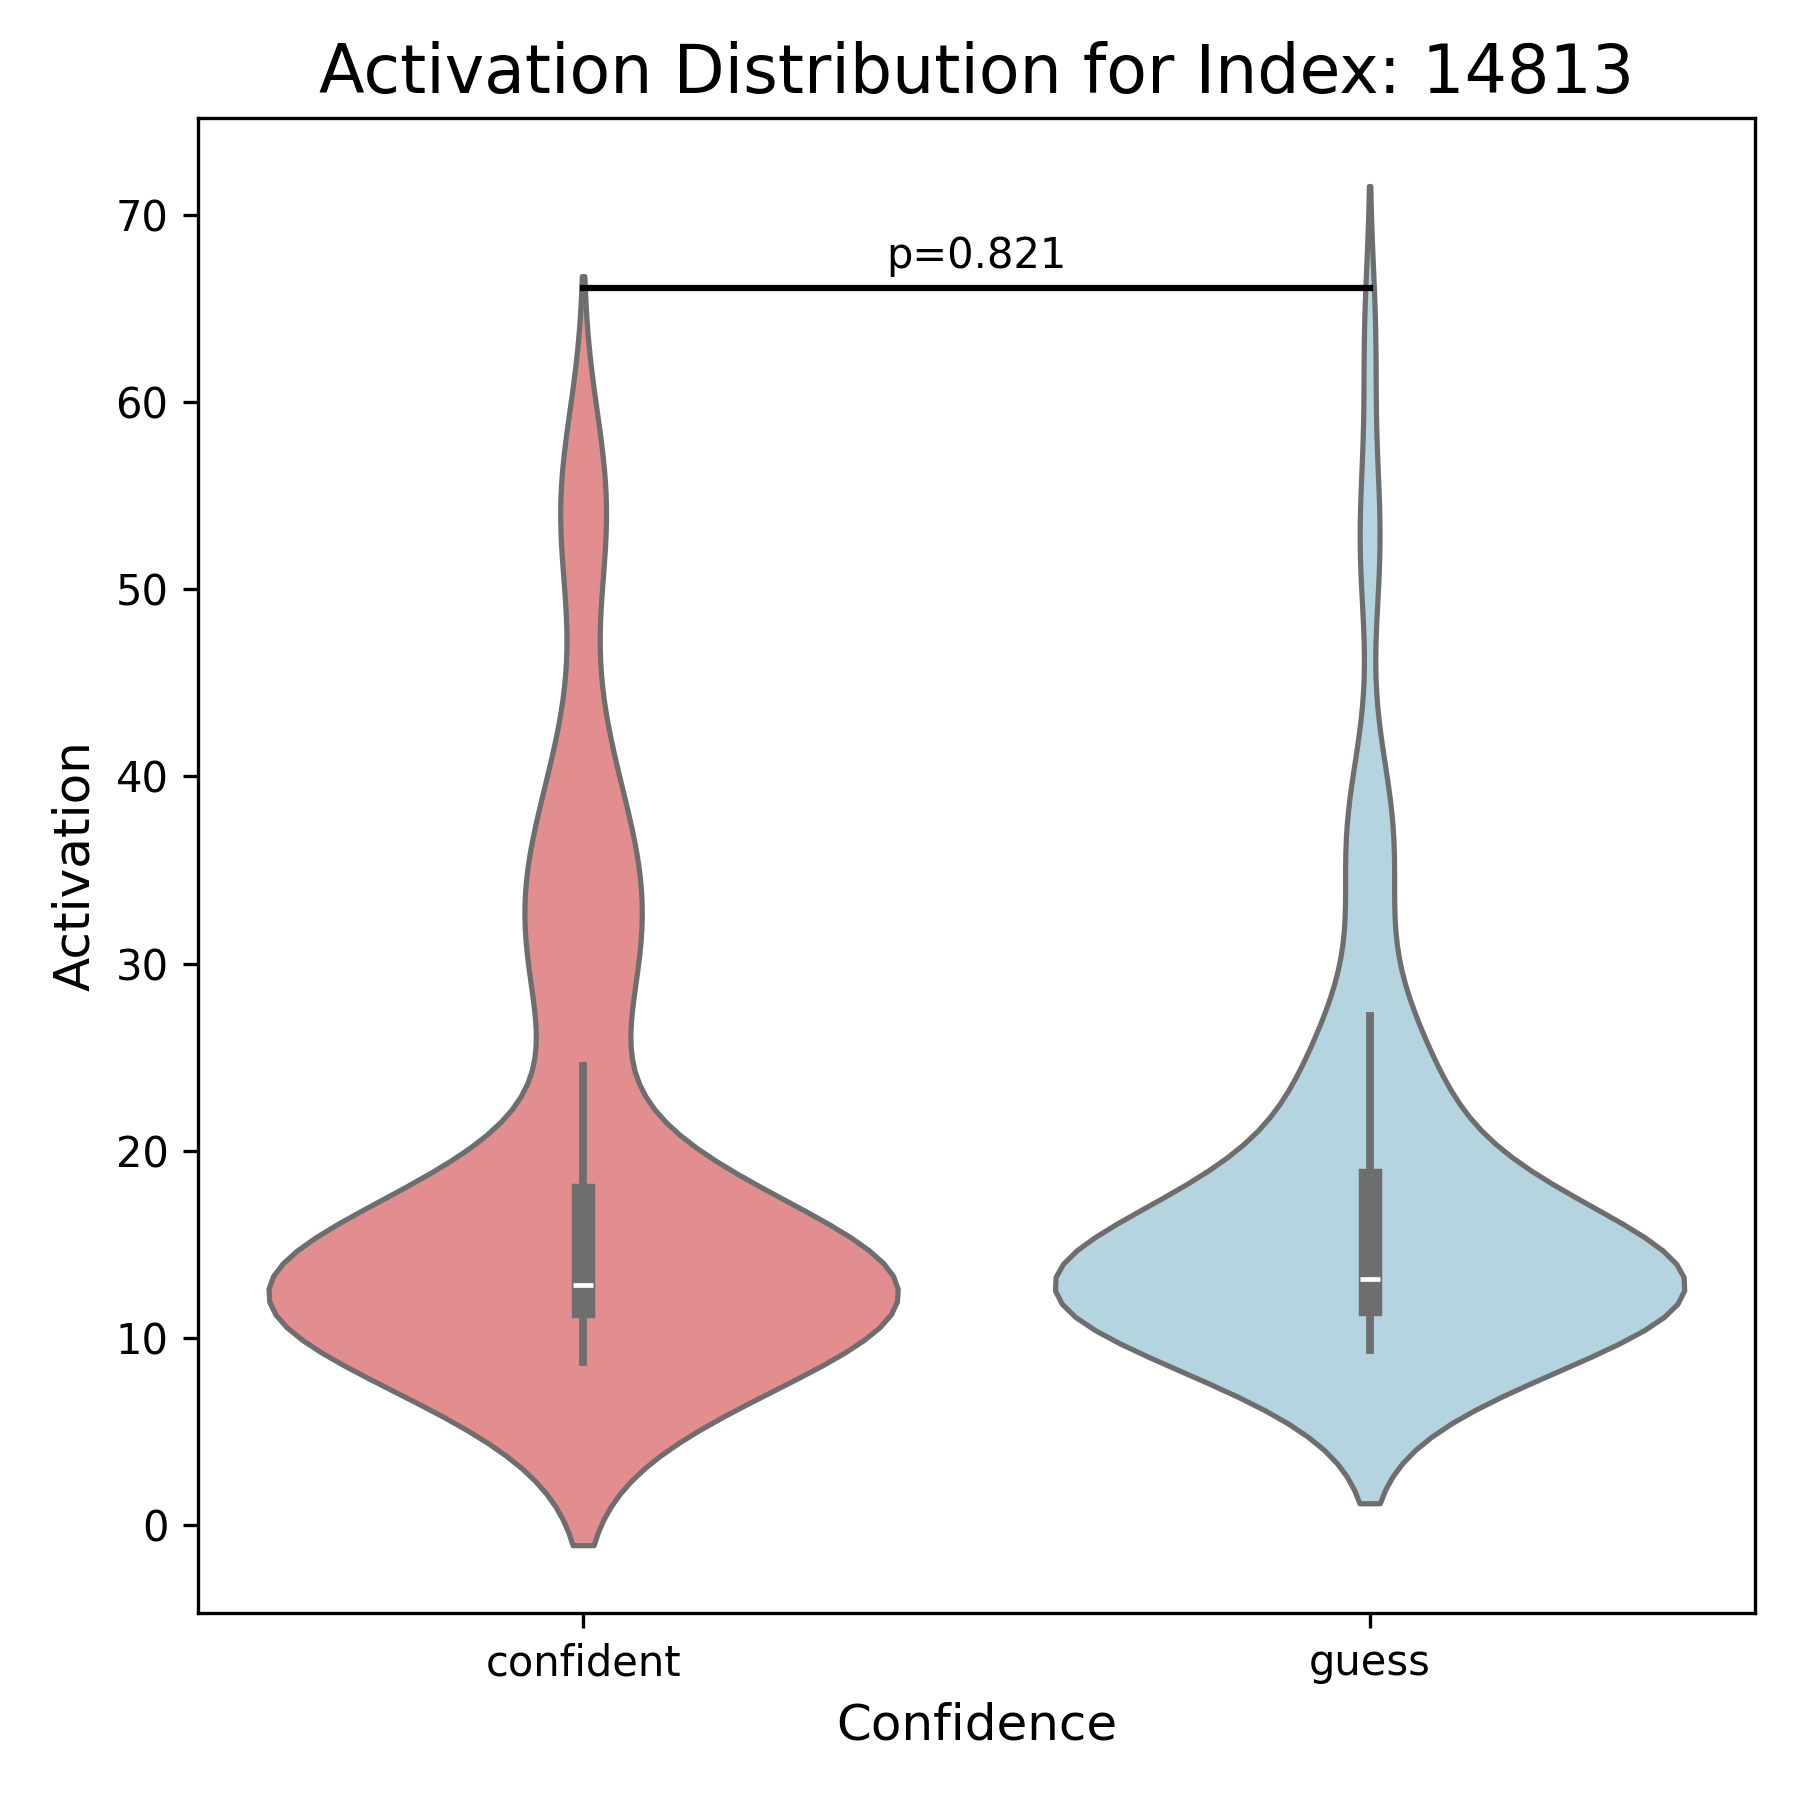 Activation Distribution for Index: 14813
p=0.821
70
60
50
40
30
20
10
0
Activation
confident
guess
Confidence